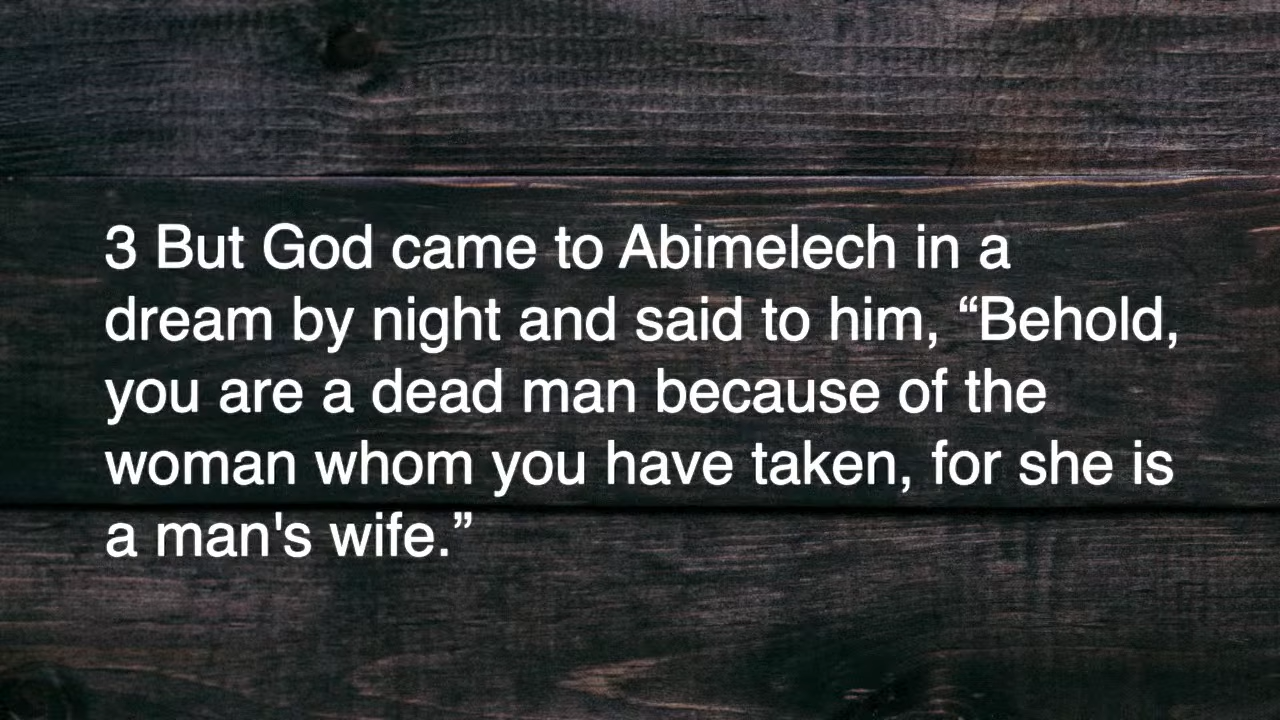 3 But God came to Abimelech in a
dream by night and said to him, “Behold,
you are a dead man because of the
woman whom you have taken, for she is
a man's wife.”